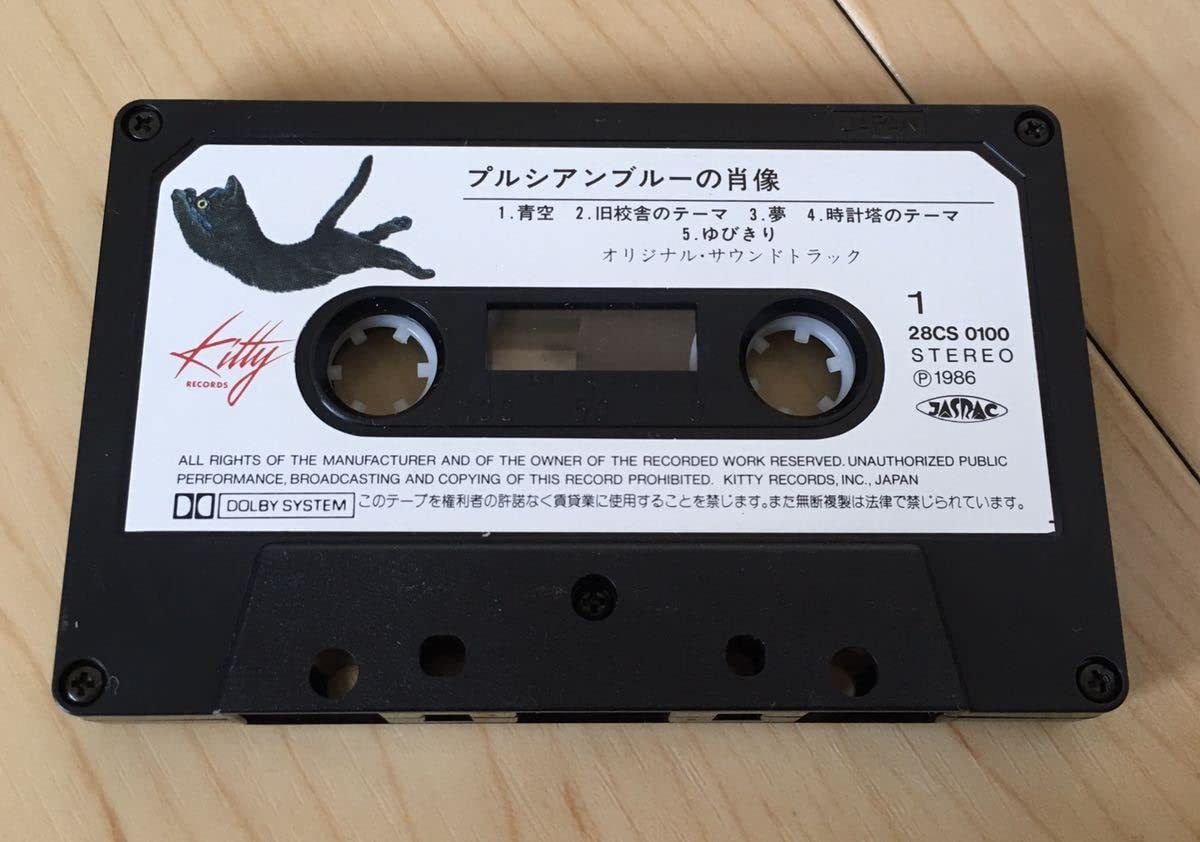 JAPAN
プルシアンブルーの肖像
1.青空 2.旧校舎のテーマ 3.夢 4.時計塔のテーマ
5.ゆびきり
オリジナル・サウンドトラック
Kitty
RECORDS
1
28CS 0100
STEREO
Ⓟ1986
JASRAC
ALL RIGHTS OF THE MANUFACTURER AND OF THE OWNER OF THE RECORDED WORK RESERVED. UNAUTHORIZED PUBLIC
PERFORMANCE, BROADCASTING AND COPYING OF THIS RECORD PROHIBITED. KITTY RECORDS, INC., JAPAN
DOLBY SYSTEM このテープを権利者の許諾なく賃貸業に使用することを禁じます。また無断複製は法律で禁じられています。